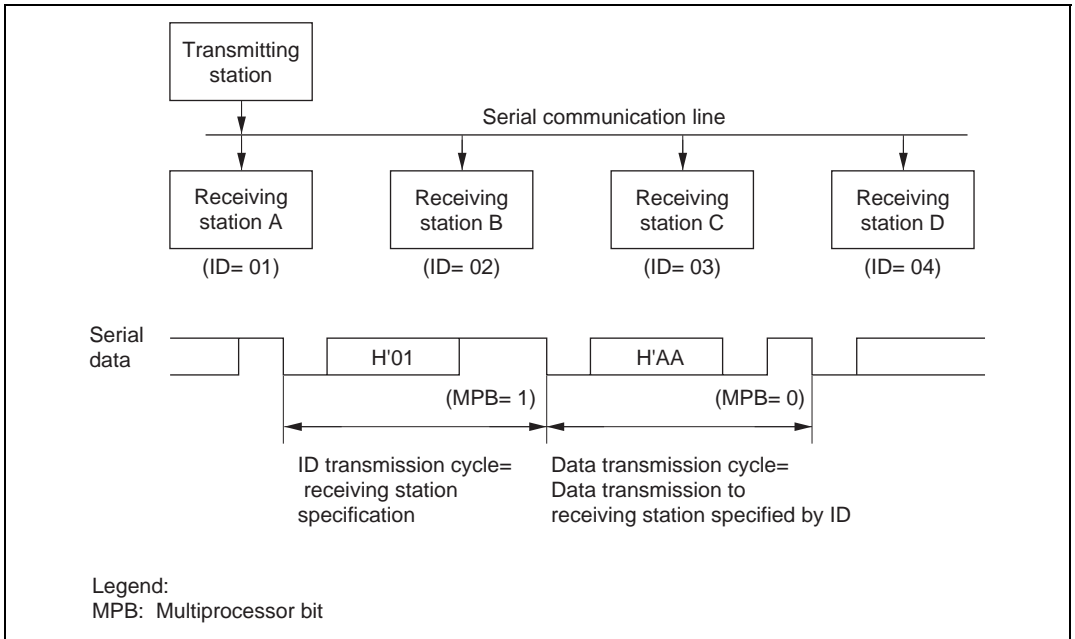 Transmitting
station
Serial communication line
Receiving
station A
Receiving
station B
Receiving
station C
Receiving
station D
(ID= 01)
(ID= 02)
(ID= 03)
(ID= 04)
Serial
data
H'01
H'AA
(MPB= 1)
(MPB= 0)
ID transmission cycle=
receiving station
specification
Data transmission cycle=
Data transmission to
receiving station specified by ID
Legend:
MPB: Multiprocessor bit